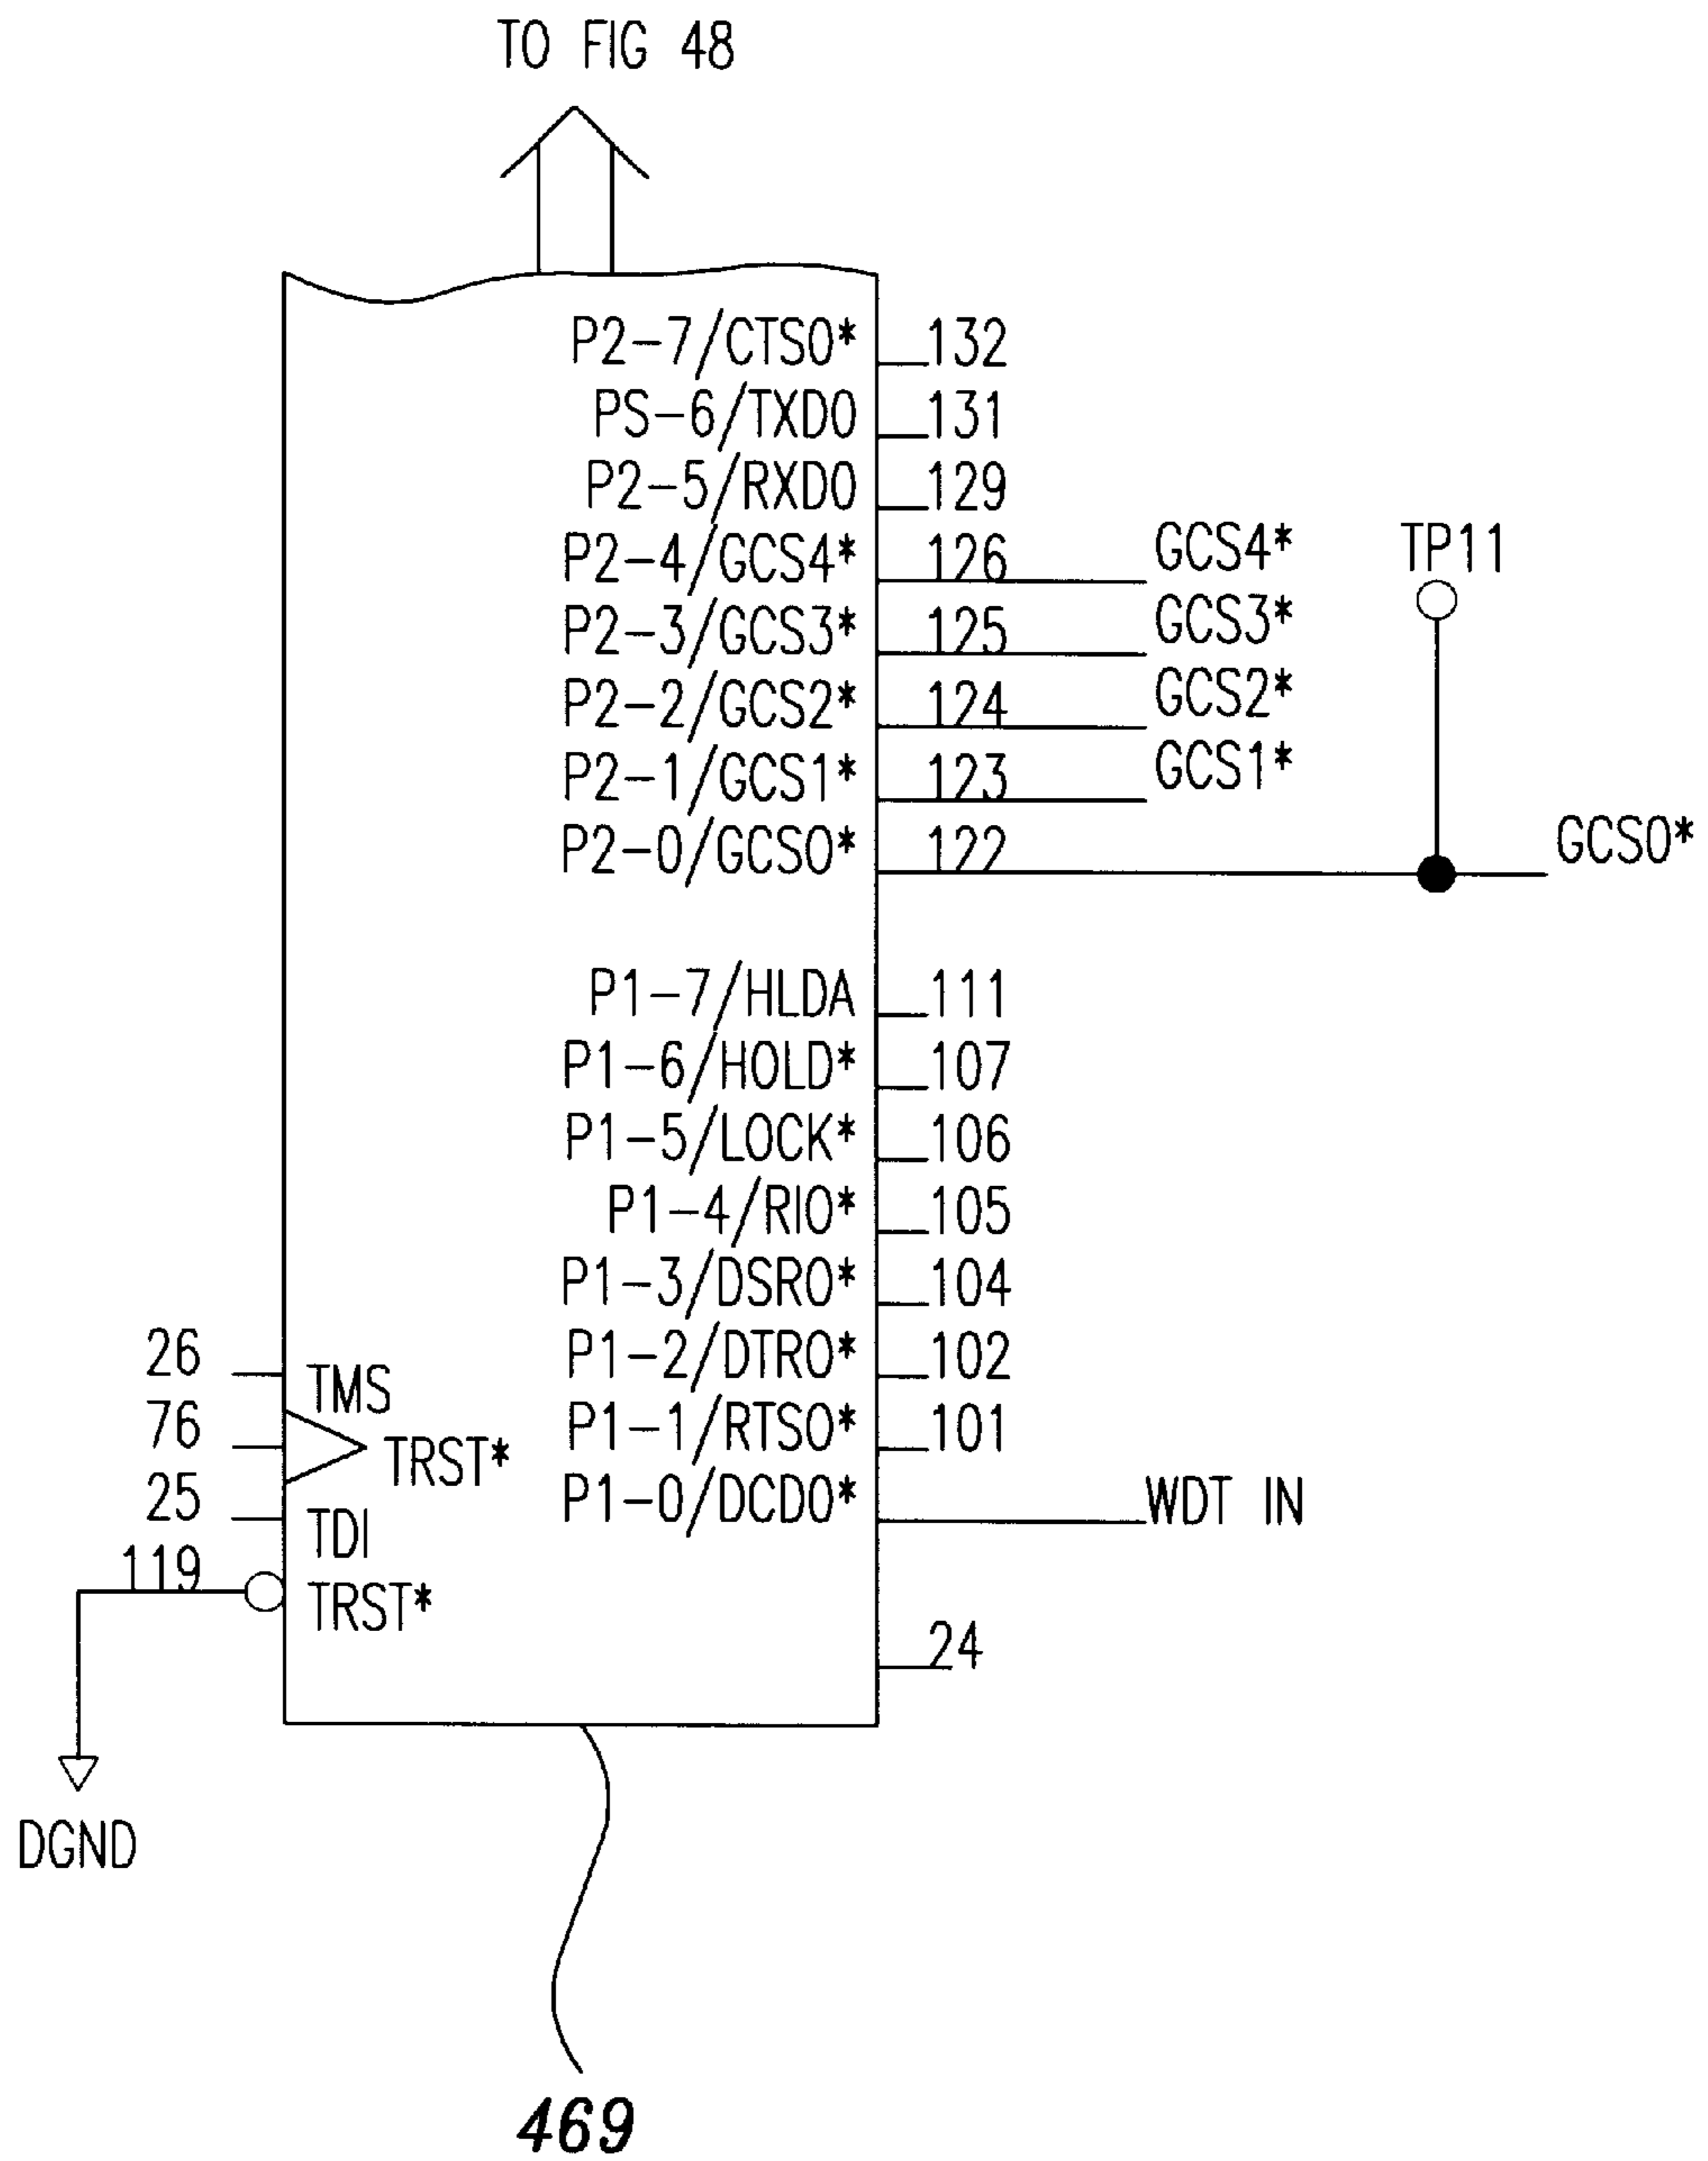 TO FIG 48
P2-7/CTS0* 132
PS-6/TXD0 131
P2-5/RXD0 129
P2-4/GCS4* 126 GCS4* TP11
P2-3/GCS3* 125 GCS3*
P2-2/GCS2* 124 GCS2*
P2-1/GCS1* 123 GCS1*
P2-0/GCS0* 122 GCS0*
P1-7/HLDA 111
P1-6/HOLD* 107
P1-5/LOCK* 106
P1-4/RI0* 105
P1-3/DSR0* 104
26 TMS P1-2/DTR0* 102
76 TRST* P1-1/RTS0* 101
25 TDI P1-0/DCD0* WDT IN
119 TRST*
24
DGND
469